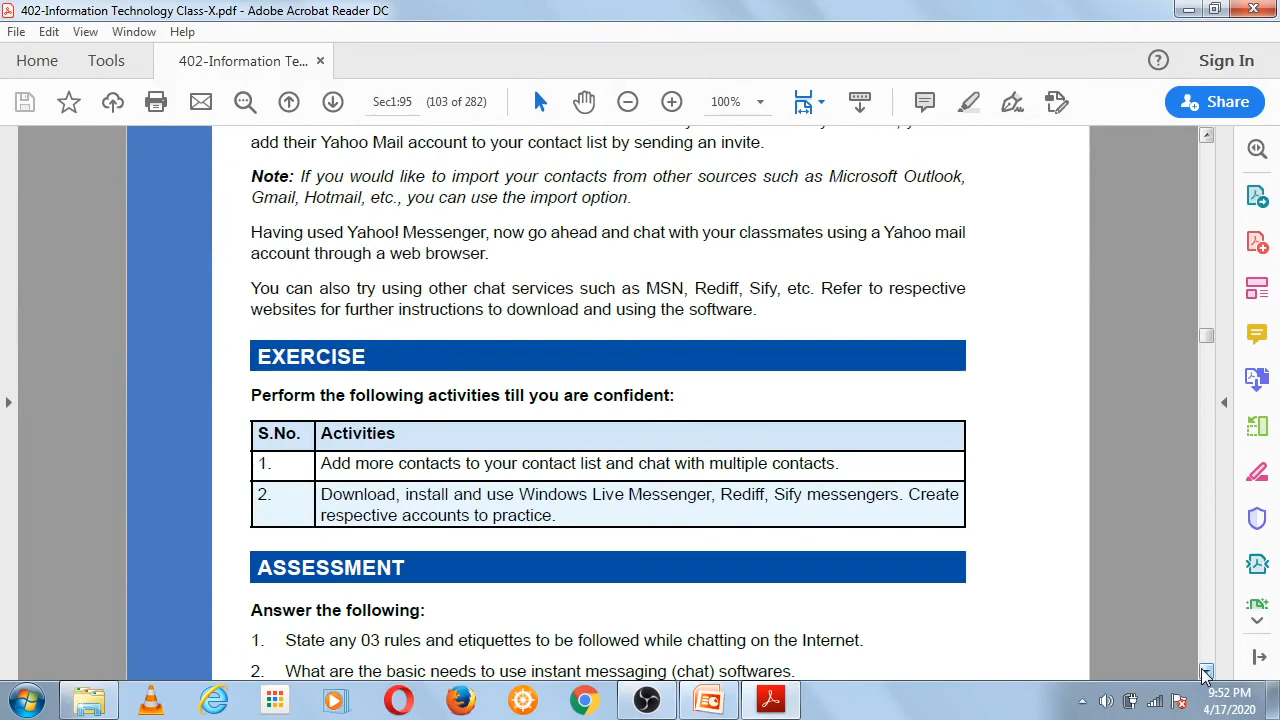 402-Information Technology Class-X.pdf - Adobe Acrobat Reader DC
File Edit View Window Help
Home Tools 402-Information Te... × Sign In
Sec1:95 (103 of 282) 100% Share
add their Yahoo Mail account to your contact list by sending an invite.
Note: If you would like to import your contacts from other sources such as Microsoft Outlook,
Gmail, Hotmail, etc., you can use the import option.
Having used Yahoo! Messenger, now go ahead and chat with your classmates using a Yahoo mail
account through a web browser.
You can also try using other chat services such as MSN, Rediff, Sify, etc. Refer to respective
websites for further instructions to download and using the software.
EXERCISE
Perform the following activities till you are confident:
S.No. Activities
1. Add more contacts to your contact list and chat with multiple contacts.
2. Download, install and use Windows Live Messenger, Rediff, Sify messengers. Create
respective accounts to practice.
ASSESSMENT
Answer the following:
1. State any 03 rules and etiquettes to be followed while chatting on the Internet.
2. What are the basic needs to use instant messaging (chat) softwares.
9:52 PM
4/17/2020